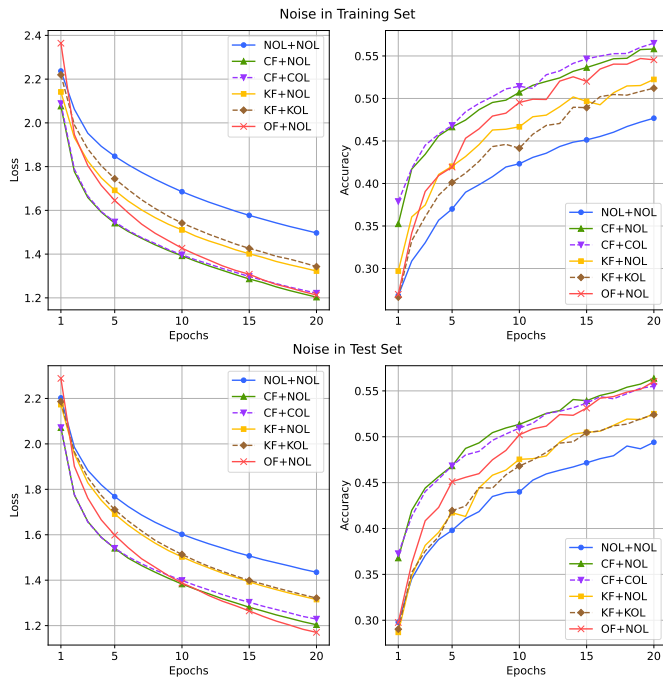 Noise in Training Set
2.4
2.2
2.0
1.8
1.6
1.4
1.2
Loss
1 5 10 15 20
Epochs
NOL+NOL
CF+NOL
CF+COL
KF+NOL
KF+KOL
OF+NOL
0.55
0.50
0.45
0.40
0.35
0.30
Accuracy
1 5 10 15 20
Epochs
NOL+NOL
CF+NOL
CF+COL
KF+NOL
KF+KOL
OF+NOL
Noise in Test Set
2.2
2.0
1.8
1.6
1.4
1.2
Loss
1 5 10 15 20
Epochs
NOL+NOL
CF+NOL
CF+COL
KF+NOL
KF+KOL
OF+NOL
0.55
0.50
0.45
0.40
0.35
0.30
Accuracy
1 5 10 15 20
Epochs
NOL+NOL
CF+NOL
CF+COL
KF+NOL
KF+KOL
OF+NOL